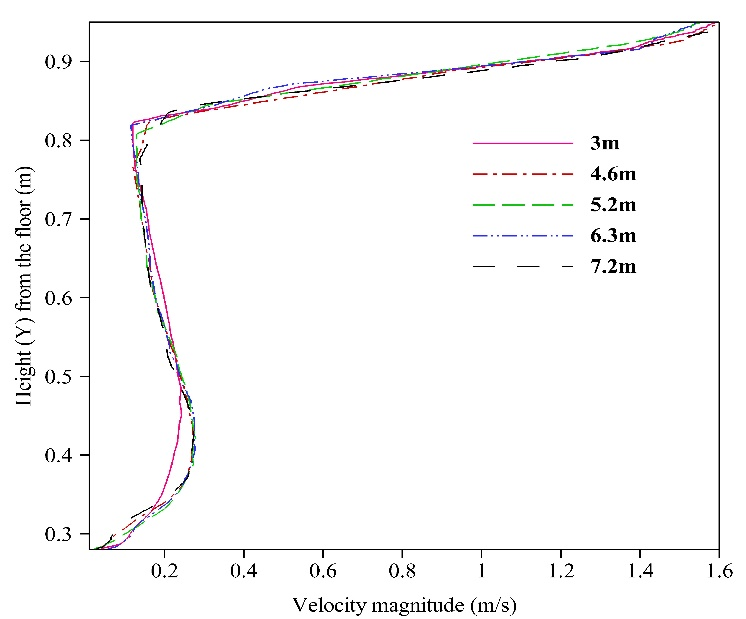 0.9
0.8
0.7
0.6
0.5
0.4
0.3
Height (Y) from the floor (m)
3m
4.6m
5.2m
6.3m
7.2m
0.2 0.4 0.6 0.8 1 1.2 1.4 1.6
Velocity magnitude (m/s)